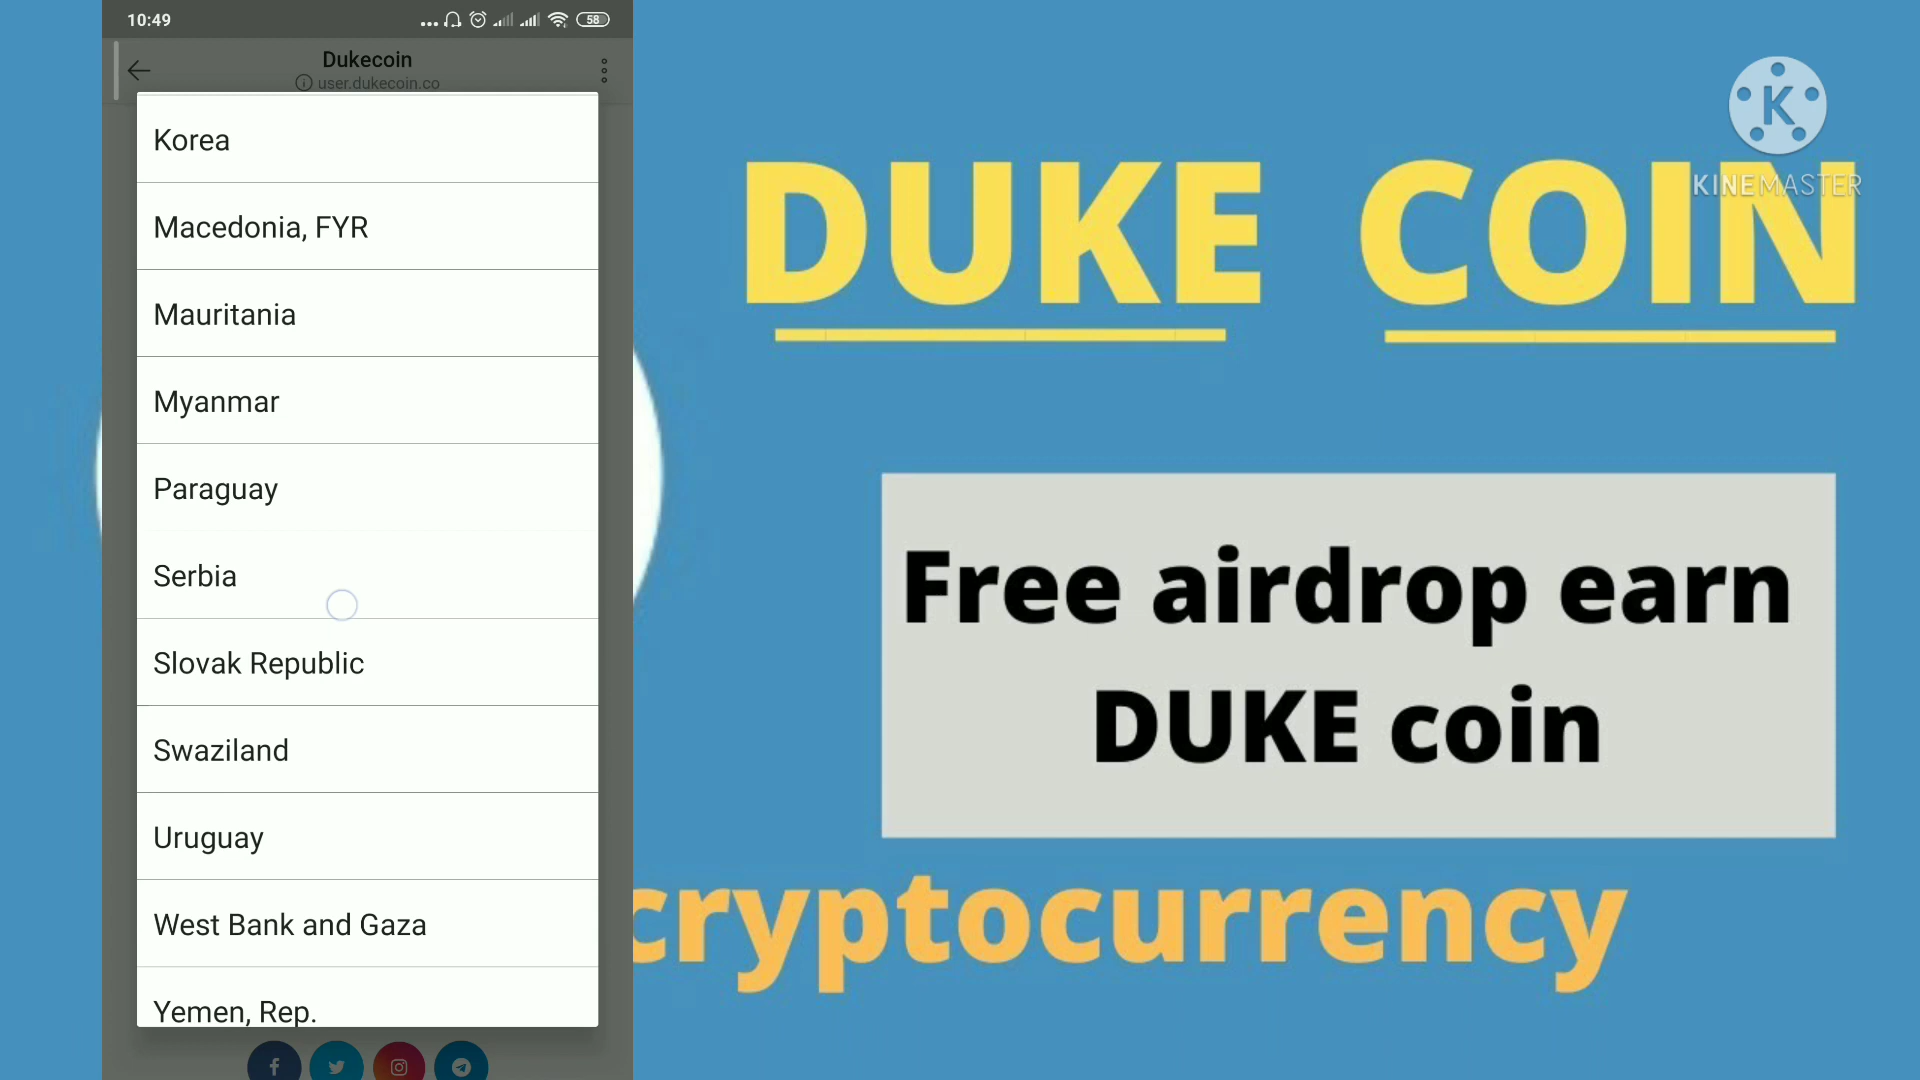 10:49
58
Dukecoin
user.dukecoin.co
Korea
Macedonia, FYR
Mauritania
Myanmar
Paraguay
Serbia
Slovak Republic
Swaziland
Uruguay
West Bank and Gaza
Yemen, Rep.
K
KINEMASTER
DUKE COIN
Free airdrop earn
DUKE coin
cryptocurrency